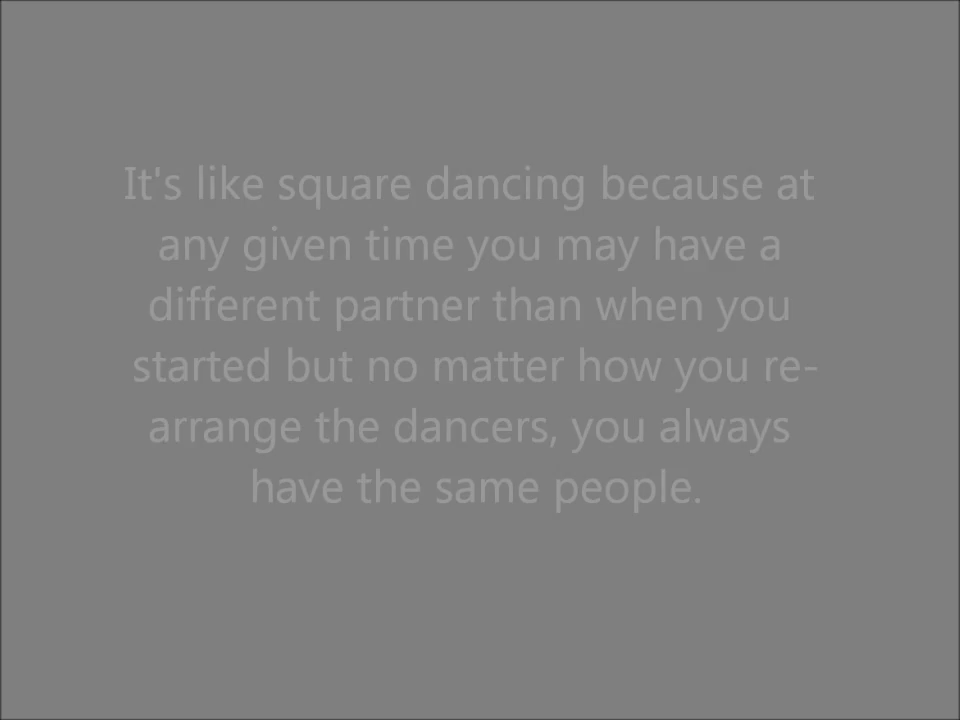 It's like square dancing because at
any given time you may have a
different partner than when you
started but no matter how you re-
arrange the dancers, you always
have the same people.